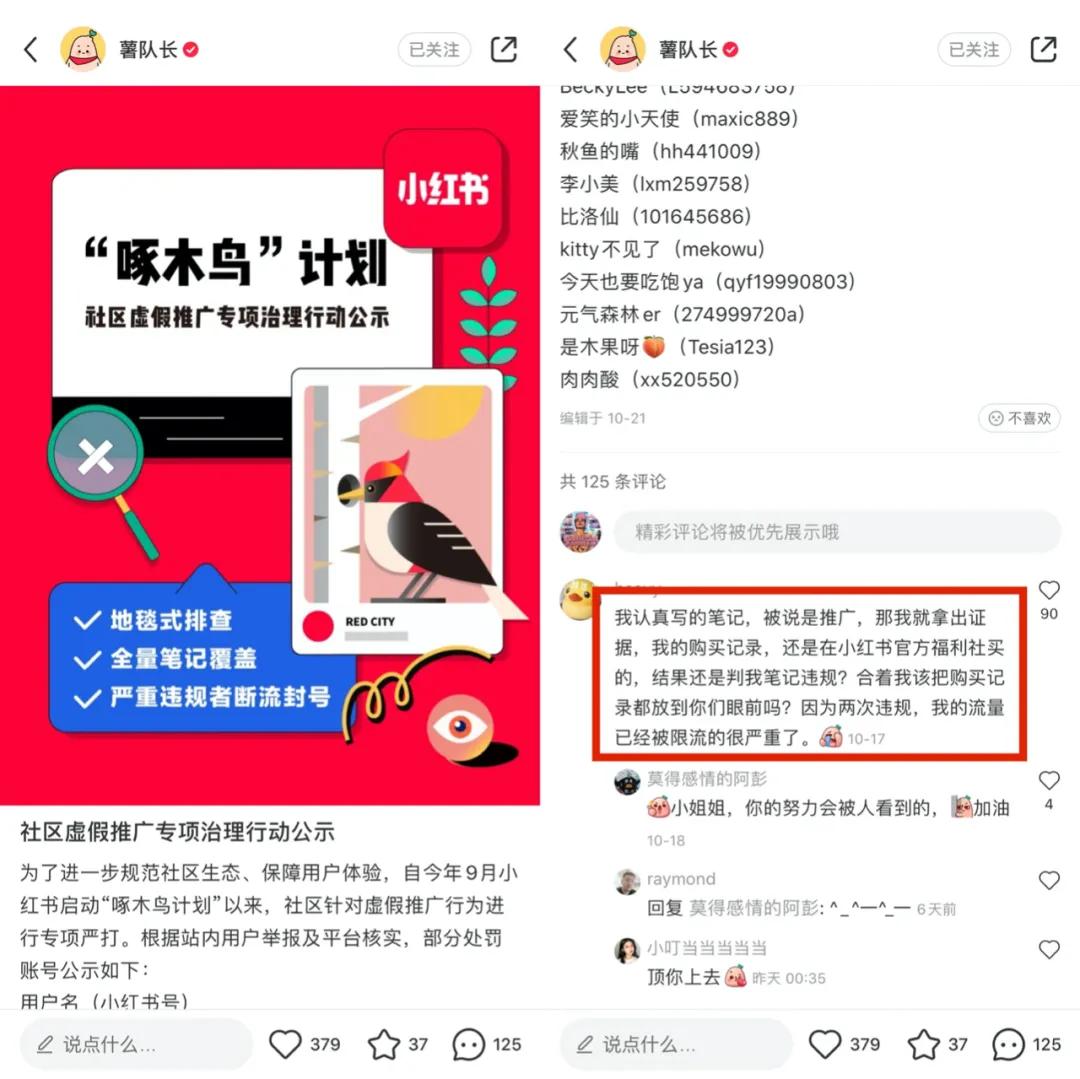 薯队长
已关注
小红书
“啄木鸟”计划
社区虚假推广专项治理行动公示
RED CITY
地毯式排查
全量笔记覆盖
严重违规者断流封号
社区虚假推广专项治理行动公示
为了进一步规范社区生态、保障用户体验，自今年9月小
红书启动“啄木鸟计划”以来，社区针对虚假推广行为进
行专项严打。根据站内用户举报及平台核实，部分处罚
账号公示如下：
用户名（小红书号）
说点什么...
379
37
125
薯队长
已关注
BeckyLee（L594683758）
爱笑的小天使（maxic889）
秋鱼的嘴（hh441009）
李小美（lxm259758）
比洛仙（101645686）
kitty不见了（mekowu）
今天也要吃饱ya（qyf19990803）
元气森林er（274999720a）
是木果呀🍑（Tesia123）
肉肉酸（xx520550）
编辑于 10-21
不喜欢
共 125 条评论
精彩评论将被优先展示哦
我认真写的笔记，被说是推广，那我就拿出证
据，我的购买记录，还是在小红书官方福利社买
的，结果还是判我笔记违规？合着我该把购买记
录都放到你们眼前吗？因为两次违规，我的流量
已经被限流的很严重了。 10-17
90
莫得感情的阿彭
小姐姐，你的努力会被人看到的，加油
10-18
4
raymond
回复 莫得感情的阿彭: ^_^一^_一 6天前
小叮当当当当当
顶你上去 昨天 00:35
说点什么...
379
37
125